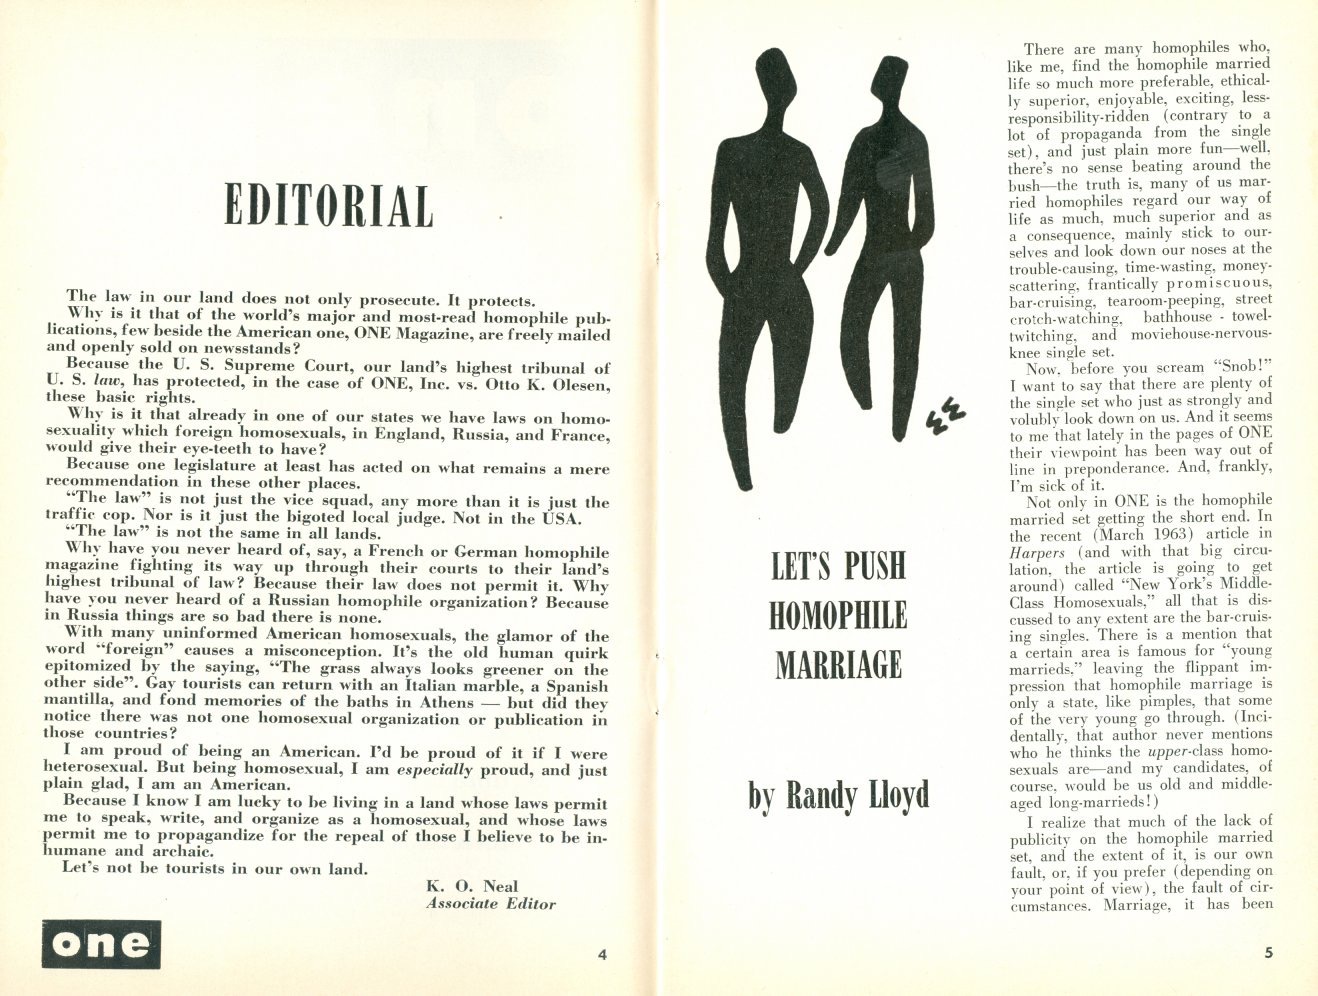 EDITORIAL
The law in our land does not only prosecute. It protects.
Why is it that of the world's major and most-read homophile pub-
lications, few beside the American one, ONE Magazine, are freely mailed
and openly sold on newsstands?
Because the U. S. Supreme Court, our land's highest tribunal of
U. S. law, has protected, in the case of ONE, Inc. vs. Otto K. Olesen,
these basic rights.
Why is it that already in one of our states we have laws on homo-
sexuality which foreign homosexuals, in England, Russia, and France,
would give their eye-teeth to have?
Because one legislature at least has acted on what remains a mere
recommendation in these other places.
“The law” is not just the vice squad, any more than it is just the
traffic cop. Nor is it just the bigoted local judge. Not in the USA.
“The law” is not the same in all lands.
Why have you never heard of, say, a French or German homophile
magazine fighting its way up through their courts to their land's
highest tribunal of law? Because their law does not permit it. Why
have you never heard of a Russian homophile organization? Because
in Russia things are so bad there is none.
With many uninformed American homosexuals, the glamor of the
word “foreign” causes a misconception. It's the old human quirk
epitomized by the saying, “The grass always looks greener on the
other side”. Gay tourists can return with an Italian marble, a Spanish
mantilla, and fond memories of the baths in Athens — but did they
notice there was not one homosexual organization or publication in
those countries?
I am proud of being an American. I'd be proud of it if I were
heterosexual. But being homosexual, I am especially proud, and just
plain glad, I am an American.
Because I know I am lucky to be living in a land whose laws permit
me to speak, write, and organize as a homosexual, and whose laws
permit me to propagandize for the repeal of those I believe to be in-
humane and archaic.
Let's not be tourists in our own land.
K. O. Neal
Associate Editor
one
4
LET'S PUSH
HOMOPHILE
MARRIAGE
by Randy Lloyd
There are many homophiles who,
like me, find the homophile married
life so much more preferable, ethical-
ly superior, enjoyable, exciting, less-
responsibility-ridden (contrary to a
lot of propaganda from the single
set), and just plain more fun—well,
there's no sense beating around the
bush—the truth is, many of us mar-
ried homophiles regard our way of
life as much, much superior and as
a consequence, mainly stick to our-
selves and look down our noses at the
trouble-causing, time-wasting, money-
scattering, frantically promiscuous,
bar-cruising, tearoom-peeping, street
crotch-watching, bathhouse - towel-
twitching, and moviehouse-nervous-
knee single set.
Now, before you scream “Snob!”
I want to say that there are plenty of
the single set who just as strongly and
volubly look down on us. And it seems
to me that lately in the pages of ONE
their viewpoint has been way out of
line in preponderance. And, frankly,
I'm sick of it.
Not only in ONE is the homophile
married set getting the short end. In
the recent (March 1963) article in
Harpers (and with that big circu-
lation, the article is going to get
around) called “New York's Middle-
Class Homosexuals,” all that is dis-
cussed to any extent are the bar-cruis-
ing singles. There is a mention that
a certain area is famous for “young
marrieds,” leaving the flippant im-
pression that homophile marriage is
only a state, like pimples, that some
of the very young go through. (Inci-
dentally, that author never mentions
who he thinks the upper-class homo-
sexuals are—and my candidates, of
course, would be us old and middle-
aged long-marrieds!)
I realize that much of the lack of
publicity on the homophile married
set, and the extent of it, is our own
fault, or, if you prefer (depending on
your point of view), the fault of cir-
cumstances. Marriage, it has been
5